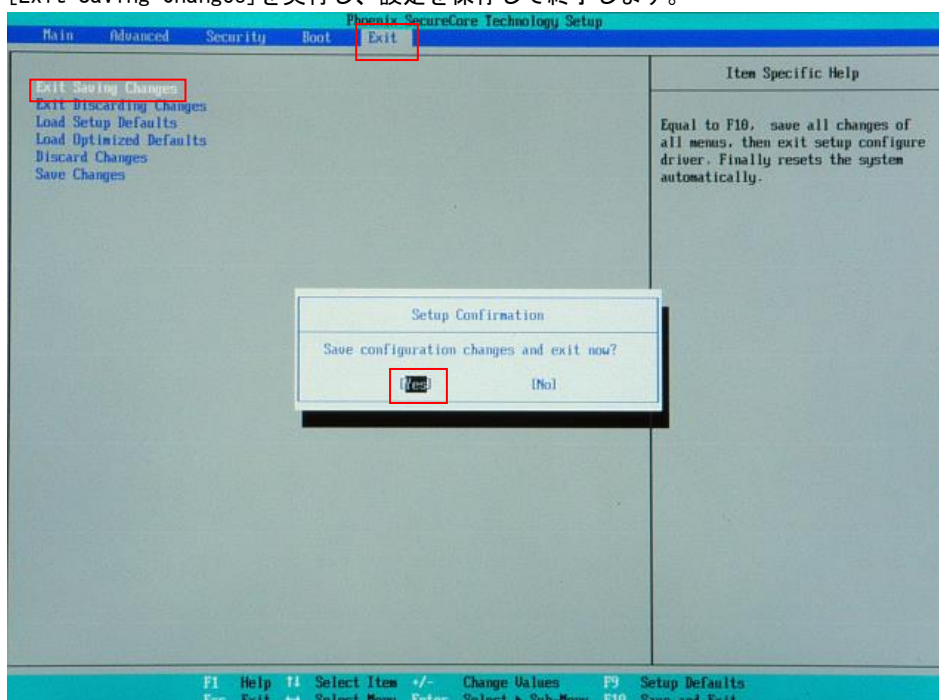 [Exit Saving Changes]を実行し、設定を保存して終了します。
Phoenix SecureCore Technology Setup
Main Advanced Security Boot Exit
Item Specific Help
Exit Saving Changes
Exit Discarding Changes
Load Setup Defaults
Load Optimized Defaults
Discard Changes
Save Changes
Equal to F10, save all changes of
all menus, then exit setup configure
driver. Finally resets the system
automatically.
Setup Confirmation
Save configuration changes and exit now?
[Yes] [No]
F1 Help ↑↓ Select Item +/- Change Values F9 Setup Defaults
Esc Exit ↔ Select Menu Enter Select ▶ Sub-Menu F10 Save and Exit